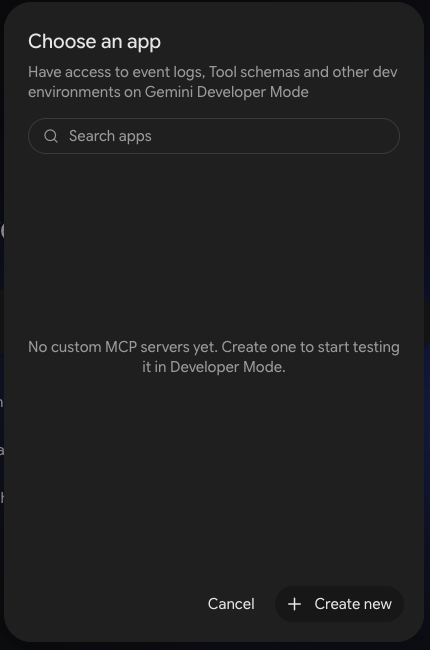 Choose an app
Have access to event logs, Tool schemas and other dev
environments on Gemini Developer Mode
Search apps
No custom MCP servers yet. Create one to start testing
it in Developer Mode.
Cancel
+ Create new